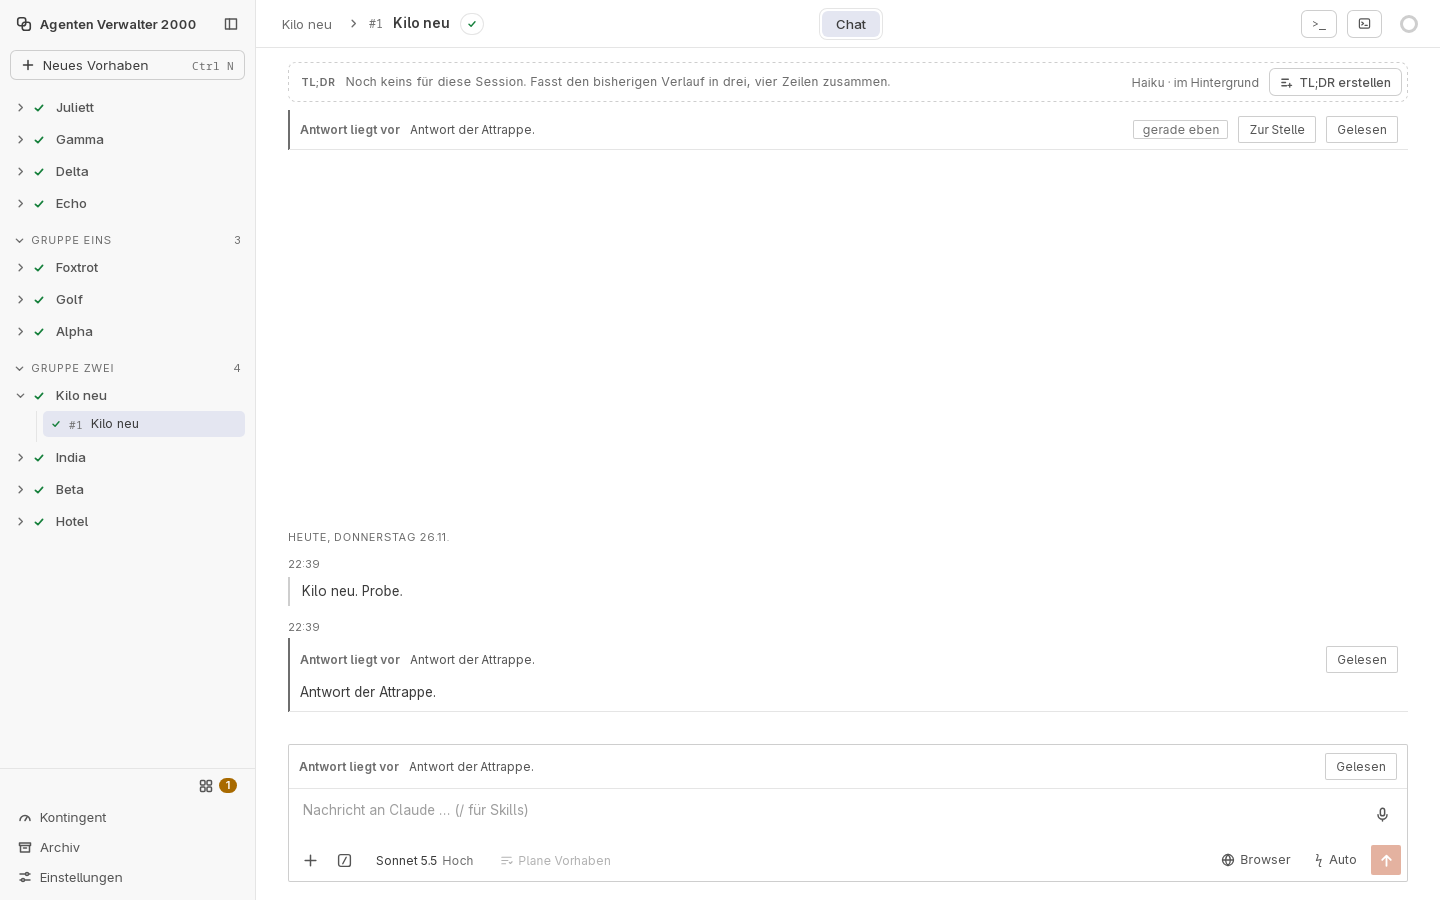 Agenten Verwalter 2000
Neues Vorhaben Ctrl N
Juliett
Gamma
Delta
Echo
GRUPPE EINS 3
Foxtrot
Golf
Alpha
GRUPPE ZWEI 4
Kilo neu
#1 Kilo neu
India
Beta
Hotel
1
Kontingent
Archiv
Einstellungen
Kilo neu #1 Kilo neu
Chat
>_
TL;DR Noch keins für diese Session. Fasst den bisherigen Verlauf in drei, vier Zeilen zusammen. Haiku · im Hintergrund TL;DR erstellen
Antwort liegt vor Antwort der Attrappe. gerade eben Zur Stelle Gelesen
HEUTE, DONNERSTAG 26.11.
22:39
Kilo neu. Probe.
22:39
Antwort liegt vor Antwort der Attrappe. Gelesen
Antwort der Attrappe.
Antwort liegt vor Antwort der Attrappe. Gelesen
Nachricht an Claude … (/ für Skills)
Sonnet 5.5 Hoch Plane Vorhaben Browser Auto